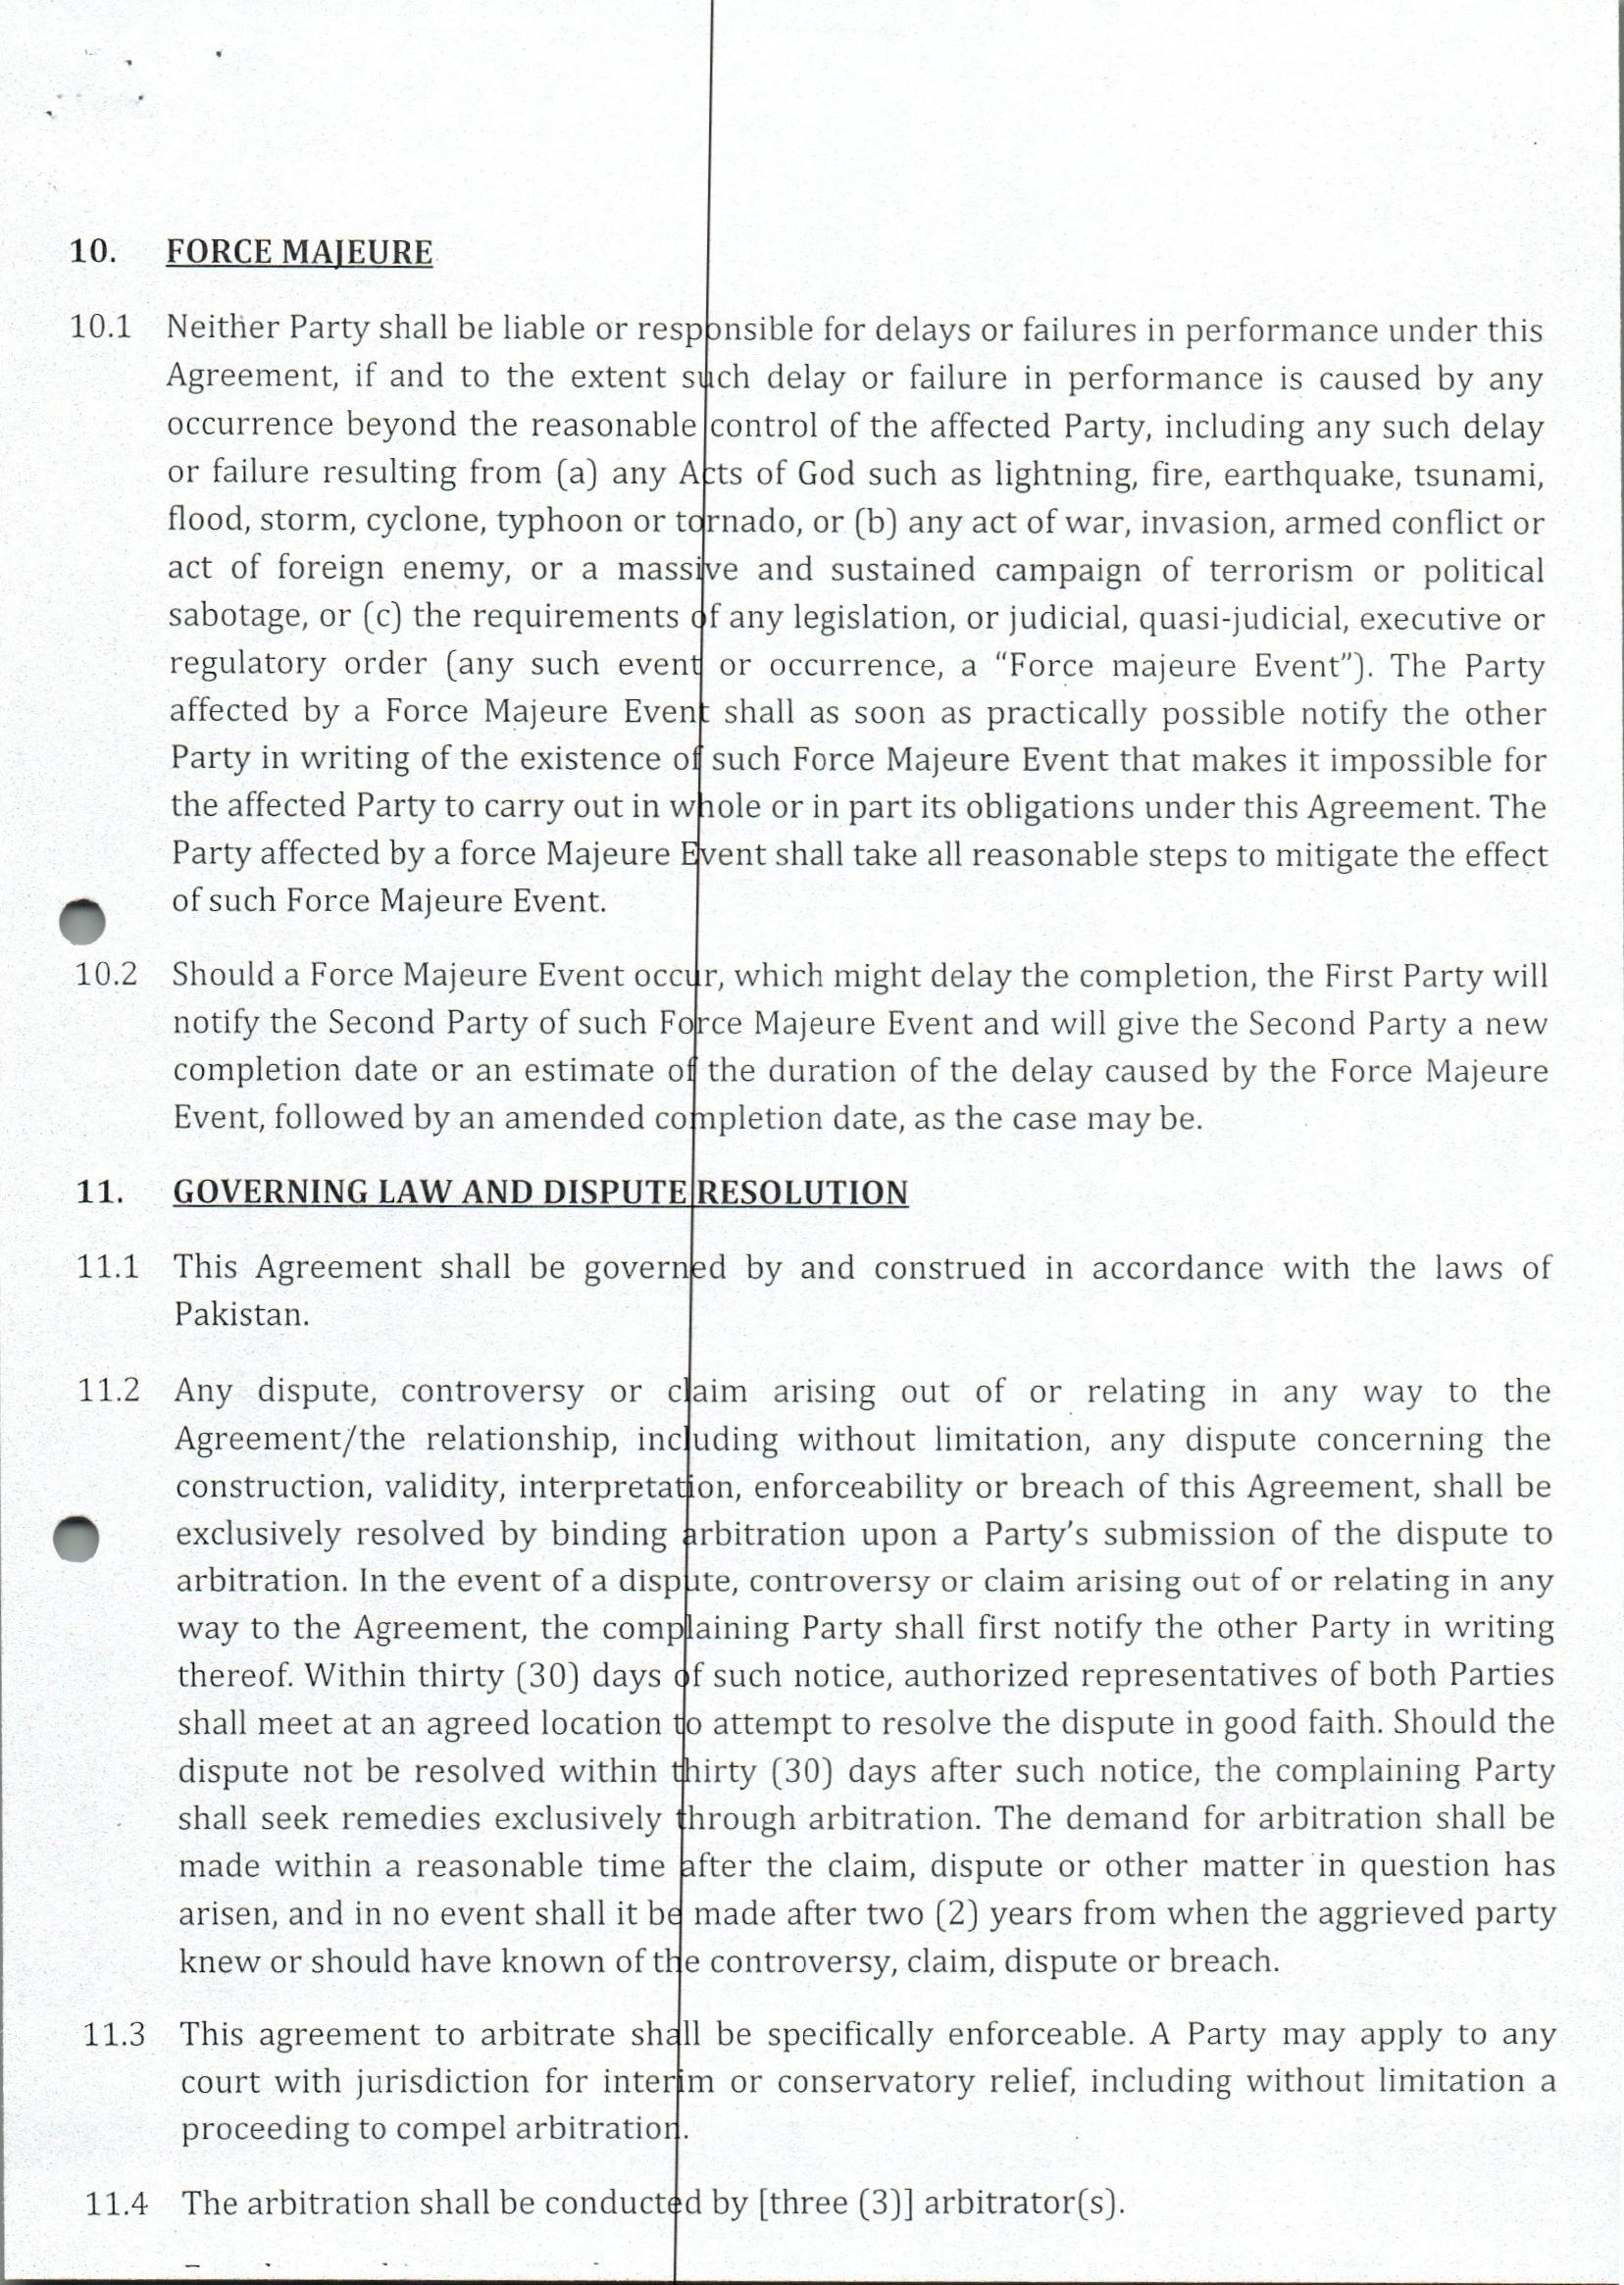 10. FORCE MAJEURE
10.1 Neither Party shall be liable or responsible for delays or failures in performance under this
Agreement, if and to the extent such delay or failure in performance is caused by any
occurrence beyond the reasonable control of the affected Party, including any such delay
or failure resulting from (a) any Acts of God such as lightning, fire, earthquake, tsunami,
flood, storm, cyclone, typhoon or tornado, or (b) any act of war, invasion, armed conflict or
act of foreign enemy, or a massive and sustained campaign of terrorism or political
sabotage, or (c) the requirements of any legislation, or judicial, quasi-judicial, executive or
regulatory order (any such event or occurrence, a “Force majeure Event”). The Party
affected by a Force Majeure Event shall as soon as practically possible notify the other
Party in writing of the existence of such Force Majeure Event that makes it impossible for
the affected Party to carry out in whole or in part its obligations under this Agreement. The
Party affected by a force Majeure Event shall take all reasonable steps to mitigate the effect
of such Force Majeure Event.
10.2 Should a Force Majeure Event occur, which might delay the completion, the First Party will
notify the Second Party of such Force Majeure Event and will give the Second Party a new
completion date or an estimate of the duration of the delay caused by the Force Majeure
Event, followed by an amended completion date, as the case may be.
11. GOVERNING LAW AND DISPUTE RESOLUTION
11.1 This Agreement shall be governed by and construed in accordance with the laws of
Pakistan.
11.2 Any dispute, controversy or claim arising out of or relating in any way to the
Agreement/the relationship, including without limitation, any dispute concerning the
construction, validity, interpretation, enforceability or breach of this Agreement, shall be
exclusively resolved by binding arbitration upon a Party’s submission of the dispute to
arbitration. In the event of a dispute, controversy or claim arising out of or relating in any
way to the Agreement, the complaining Party shall first notify the other Party in writing
thereof. Within thirty (30) days of such notice, authorized representatives of both Parties
shall meet at an agreed location to attempt to resolve the dispute in good faith. Should the
dispute not be resolved within thirty (30) days after such notice, the complaining Party
shall seek remedies exclusively through arbitration. The demand for arbitration shall be
made within a reasonable time after the claim, dispute or other matter in question has
arisen, and in no event shall it be made after two (2) years from when the aggrieved party
knew or should have known of the controversy, claim, dispute or breach.
11.3 This agreement to arbitrate shall be specifically enforceable. A Party may apply to any
court with jurisdiction for interim or conservatory relief, including without limitation a
proceeding to compel arbitration.
11.4 The arbitration shall be conducted by [three (3)] arbitrator(s).